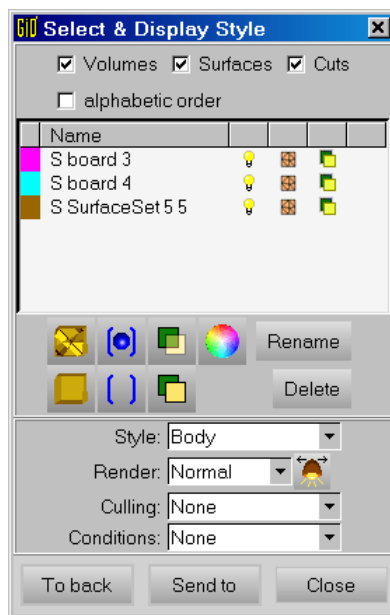 GiD Select & Display Style
Volumes Surfaces Cuts
alphabetic order
Name
S board 3
S board 4
S SurfaceSet 5 5
Rename
Delete
Style: Body
Render: Normal
Culling: None
Conditions: None
To back Send to Close